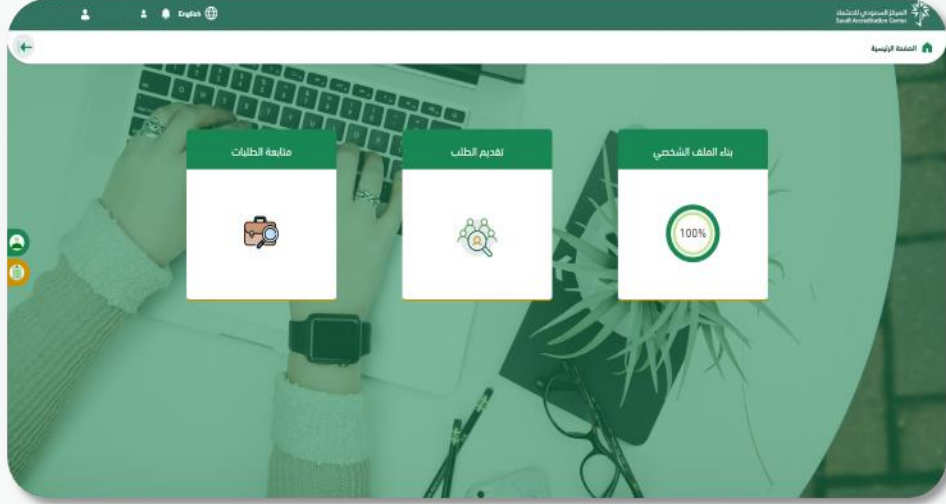 المركز السعودي للاعتماد
Saudi Accreditation Center
English
الصفحة الرئيسية
بناء الملف الشخصي
تقديم الطلب
متابعة الطلبات
100%